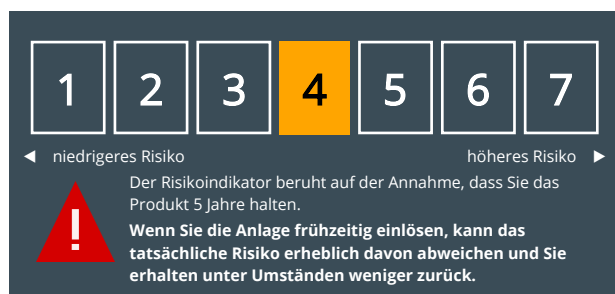 1 2 3 4 5 6 7
◄ niedrigeres Risiko höheres Risiko ►
Der Risikoindikator beruht auf der Annahme, dass Sie das
Produkt 5 Jahre halten.
Wenn Sie die Anlage frühzeitig einlösen, kann das
tatsächliche Risiko erheblich davon abweichen und Sie
erhalten unter Umständen weniger zurück.
!